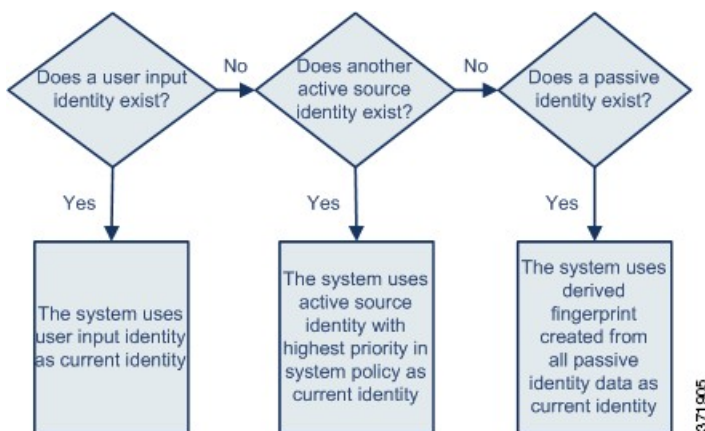 Does a user input
identity exist?
No
Does another
active source
identity exist?
No
Does a passive
identity exist?
Yes
Yes
Yes
The system uses
user input identity
as current identity
The system uses
active source
identity with
highest priority in
system policy as
current identity
The system uses
derived
fingerprint
created from
all passive
identity data as
current identity
371905